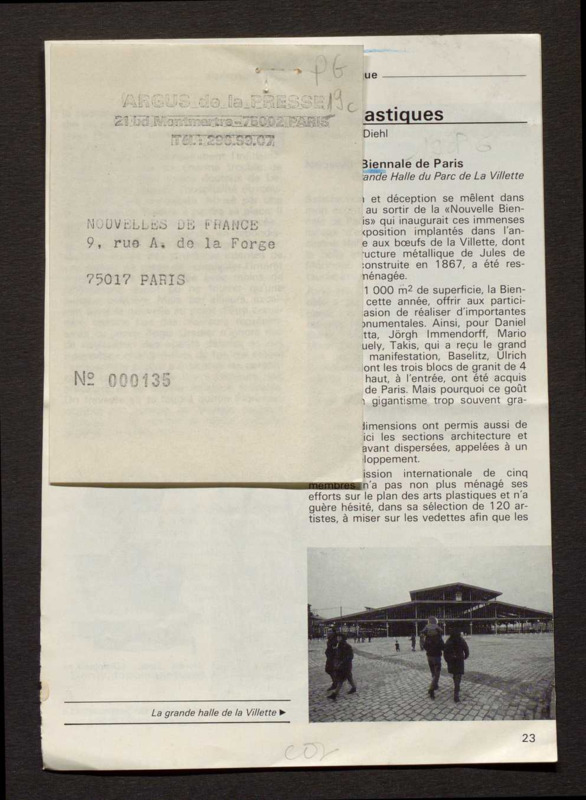 PG
19c
ARGUS de la PRESSE
21 bd Montmartre - 75002 PARIS
Tél.: 296.99.07
NOUVELLES DE FRANCE
9, rue A. de la Forge
75017 PARIS
Nº 000135
ue
astiques
Diehl
Biennale de Paris
ande Halle du Parc de La Villette
et déception se mêlent dans
au sortir de la «Nouvelle Bien-
is» qui inaugurait ces immenses
xposition implantés dans l'an-
e aux bœufs de la Villette, dont
ructure métallique de Jules de
construite en 1867, a été res-
ménagée.
1 000 m² de superficie, la Bien-
cette année, offrir aux partici-
asion de réaliser d'importantes
onumentales. Ainsi, pour Daniel
tta, Jörgh Immendorff, Mario
uely, Takis, qui a reçu le grand
manifestation, Baselitz, Ulrich
ont les trois blocs de granit de 4
haut, à l'entrée, ont été acquis
de Paris. Mais pourquoi ce goût
gigantisme trop souvent gra-
dimensions ont permis aussi de
ici les sections architecture et
avant dispersées, appelées à un
loppement.
ission internationale de cinq
membres n'a pas non plus ménagé ses
efforts sur le plan des arts plastiques et n'a
guère hésité, dans sa sélection de 120 ar-
tistes, à miser sur les vedettes afin que les
La grande halle de la Villette ►
23